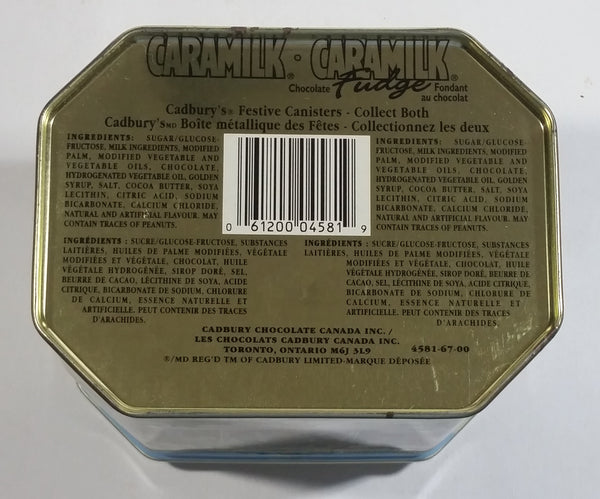 CARAMILK® · CARAMILK®
Chocolate Fudge Fondant
au chocolat
Cadbury's® Festive Canisters - Collect Both
Cadbury'sMD Boîte métallique des Fêtes - Collectionnez les deux
INGREDIENTS: SUGAR/GLUCOSE-
FRUCTOSE, MILK INGREDIENTS, MODIFIED
PALM, MODIFIED VEGETABLE AND
VEGETABLE OILS, CHOCOLATE,
HYDROGENATED VEGETABLE OIL, GOLDEN
SYRUP, SALT, COCOA BUTTER, SOYA
LECITHIN, CITRIC ACID, SODIUM
BICARBONATE, CALCIUM CHLORIDE,
NATURAL AND ARTIFICIAL FLAVOUR. MAY
CONTAIN TRACES OF PEANUTS.
0 61200 04581 9
INGREDIENTS: SUGAR/GLUCOSE-
FRUCTOSE, MILK INGREDIENTS, MODIFIED
PALM, MODIFIED VEGETABLE AND
VEGETABLE OILS, CHOCOLATE,
HYDROGENATED VEGETABLE OIL, GOLDEN
SYRUP, SALT, COCOA BUTTER, SOYA
LECITHIN, CITRIC ACID, SODIUM
BICARBONATE, CALCIUM CHLORIDE,
NATURAL AND ARTIFICIAL FLAVOUR. MAY
CONTAIN TRACES OF PEANUTS.
INGRÉDIENTS : SUCRE/GLUCOSE-FRUCTOSE, SUBSTANCES
LAITIÈRES, HUILES DE PALME MODIFIÉES, VÉGÉTALE
MODIFIÉES ET VÉGÉTALE, CHOCOLAT, HUILE
VÉGÉTALE HYDROGÉNÉE, SIROP DORÉ, SEL,
BEURRE DE CACAO, LÉCITHINE DE SOYA, ACIDE
CITRIQUE, BICARBONATE DE SODIUM, CHLORURE
DE CALCIUM, ESSENCE NATURELLE ET
ARTIFICIELLE. PEUT CONTENIR DES TRACES
D'ARACHIDES.
INGRÉDIENTS : SUCRE/GLUCOSE-FRUCTOSE, SUBSTANCES
LAITIÈRES, HUILES DE PALME MODIFIÉES, VÉGÉTALE
MODIFIÉES ET VÉGÉTALE, CHOCOLAT, HUILE
VÉGÉTALE HYDROGÉNÉE, SIROP DORÉ, BEURRE DE
CACAO, SEL, LÉCITHINE DE SOYA, ACIDE
CITRIQUE, BICARBONATE DE SODIUM, CHLORURE DE
CALCIUM, ESSENCE NATURELLE ET
ARTIFICIELLE. PEUT CONTENIR DES TRACES
D'ARACHIDES.
CADBURY CHOCOLATE CANADA INC. /
LES CHOCOLATS CADBURY CANADA INC.
TORONTO, ONTARIO M6J 3L9
4581-67-00
®/MD REG'D TM OF CADBURY LIMITED-MARQUE DÉPOSÉE